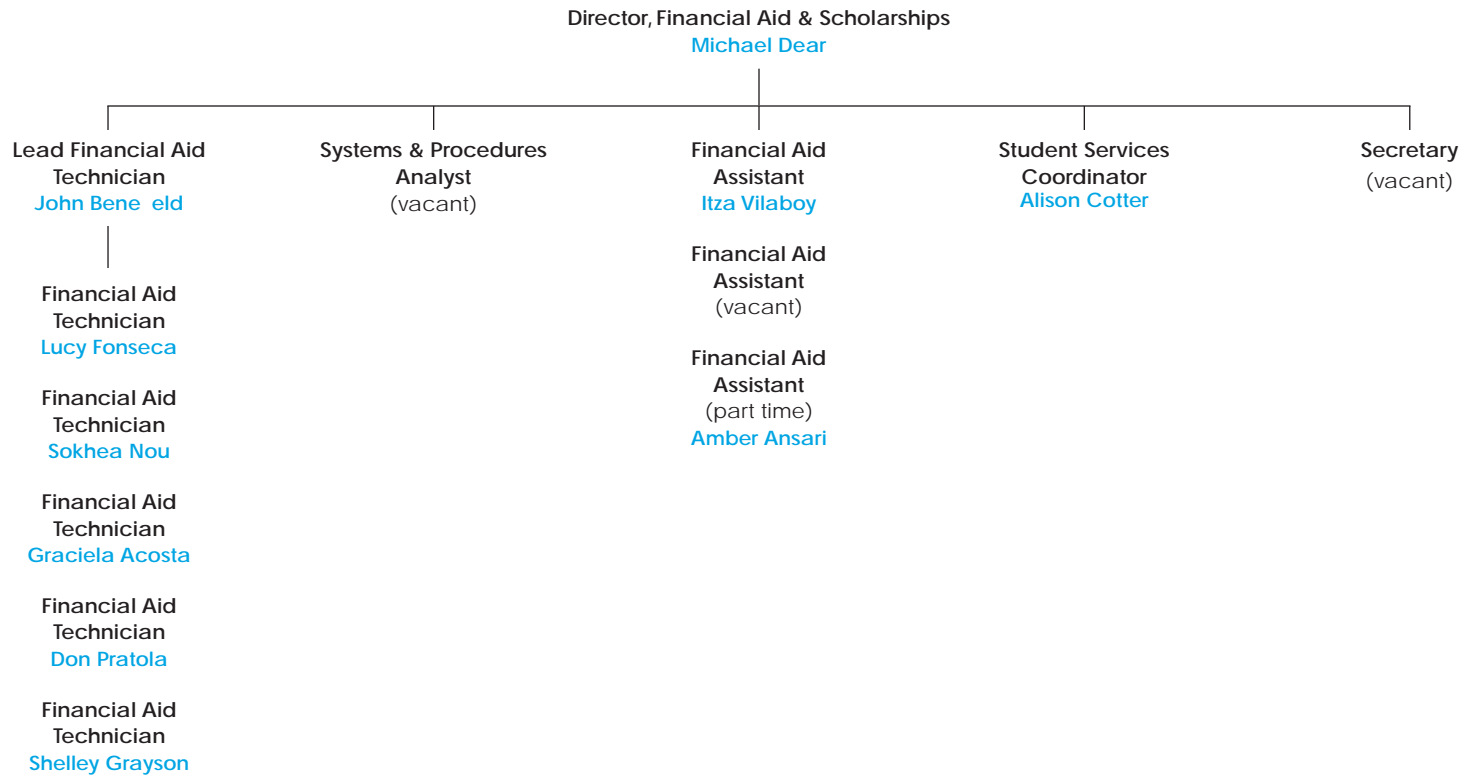 Director, Financial Aid & Scholarships
Michael Dear
Lead Financial Aid
Technician
John Bene eld
Systems & Procedures
Analyst
(vacant)
Financial Aid
Assistant
Itza Vilaboy
Student Services
Coordinator
Alison Cotter
Secretary
(vacant)
Financial Aid
Technician
Lucy Fonseca
Financial Aid
Technician
Sokhea Nou
Financial Aid
Technician
Graciela Acosta
Financial Aid
Technician
Don Pratola
Financial Aid
Technician
Shelley Grayson
Financial Aid
Assistant
(vacant)
Financial Aid
Assistant
(part time)
Amber Ansari